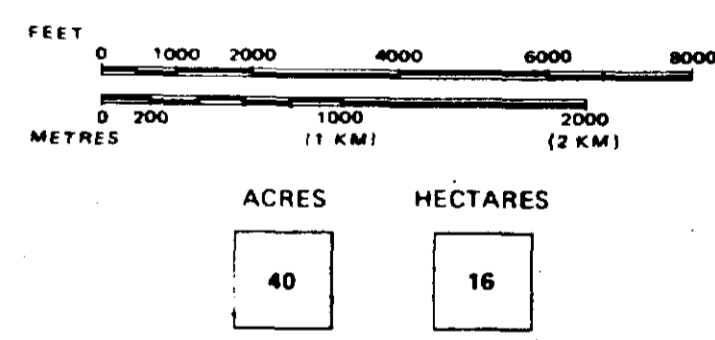 FEET
0 1000 2000 4000 6000 8000
0 200 1000 2000
METRES (1 KM) (2 KM)
ACRES HECTARES
40 16